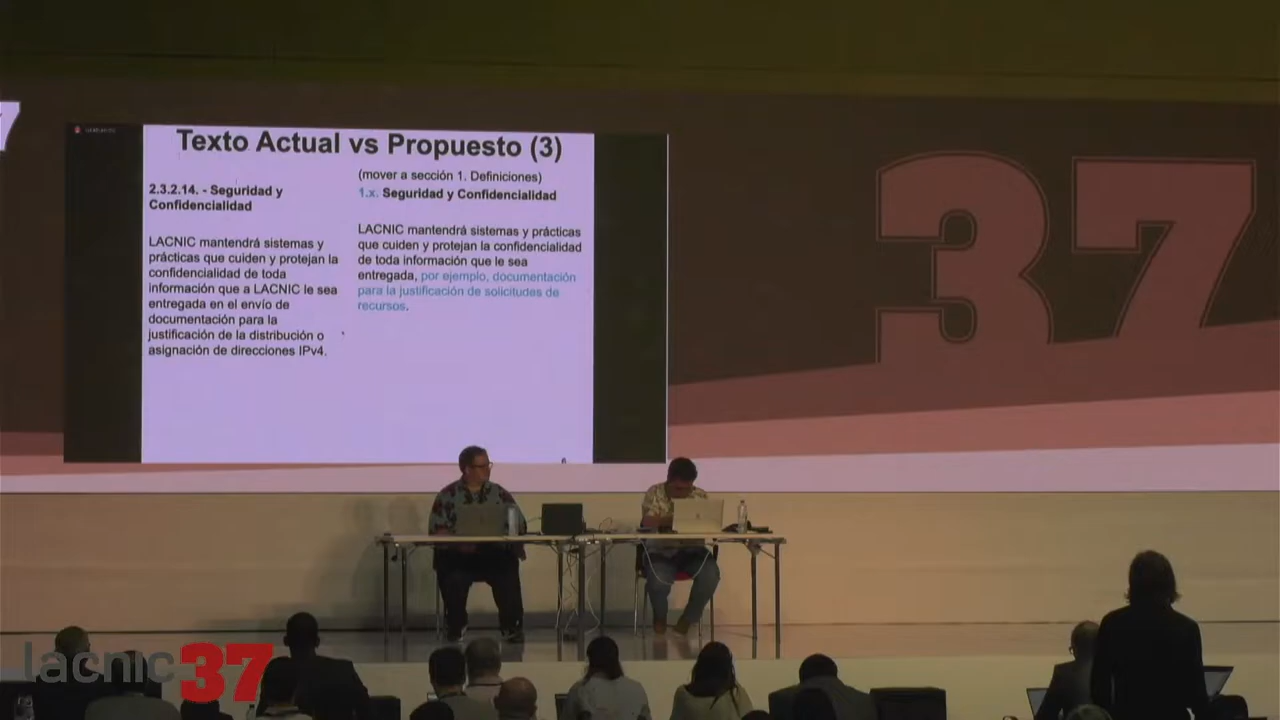 Texto Actual vs Propuesto (3)
2.3.2.14. - Seguridad y
Confidencialidad
LACNIC mantendrá sistemas y
prácticas que cuiden y protejan la
confidencialidad de toda
información que a LACNIC le sea
entregada en el envío de
documentación para la
justificación de la distribución o
asignación de direcciones IPv4.
(mover a sección 1. Definiciones)
1.x. Seguridad y Confidencialidad
LACNIC mantendrá sistemas y prácticas
que cuiden y protejan la confidencialidad
de toda información que le sea
entregada, por ejemplo, documentación
para la justificación de solicitudes de
recursos.
6
37
lacnic37